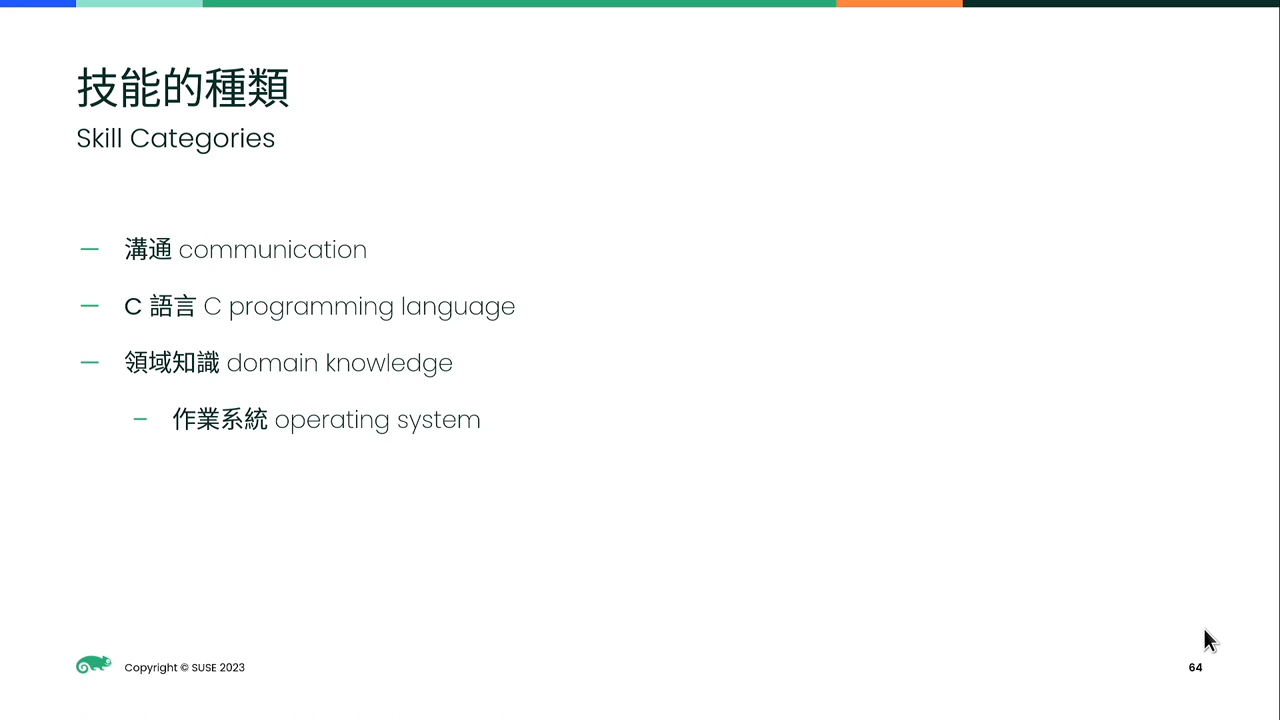 技能的種類
Skill Categories
溝通 communication
C 語言 C programming language
領域知識 domain knowledge
作業系統 operating system
Copyright © SUSE 2023
64